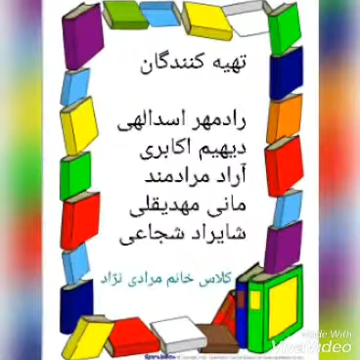 تهیه کنندگان
رادمهر اسدالهی
دیهیم اکابری
آراد مرادمند
مانی مهدیقلی
شایراد شجاعی
کلاس خانم مرادی نژاد
Made With
VivaVideo